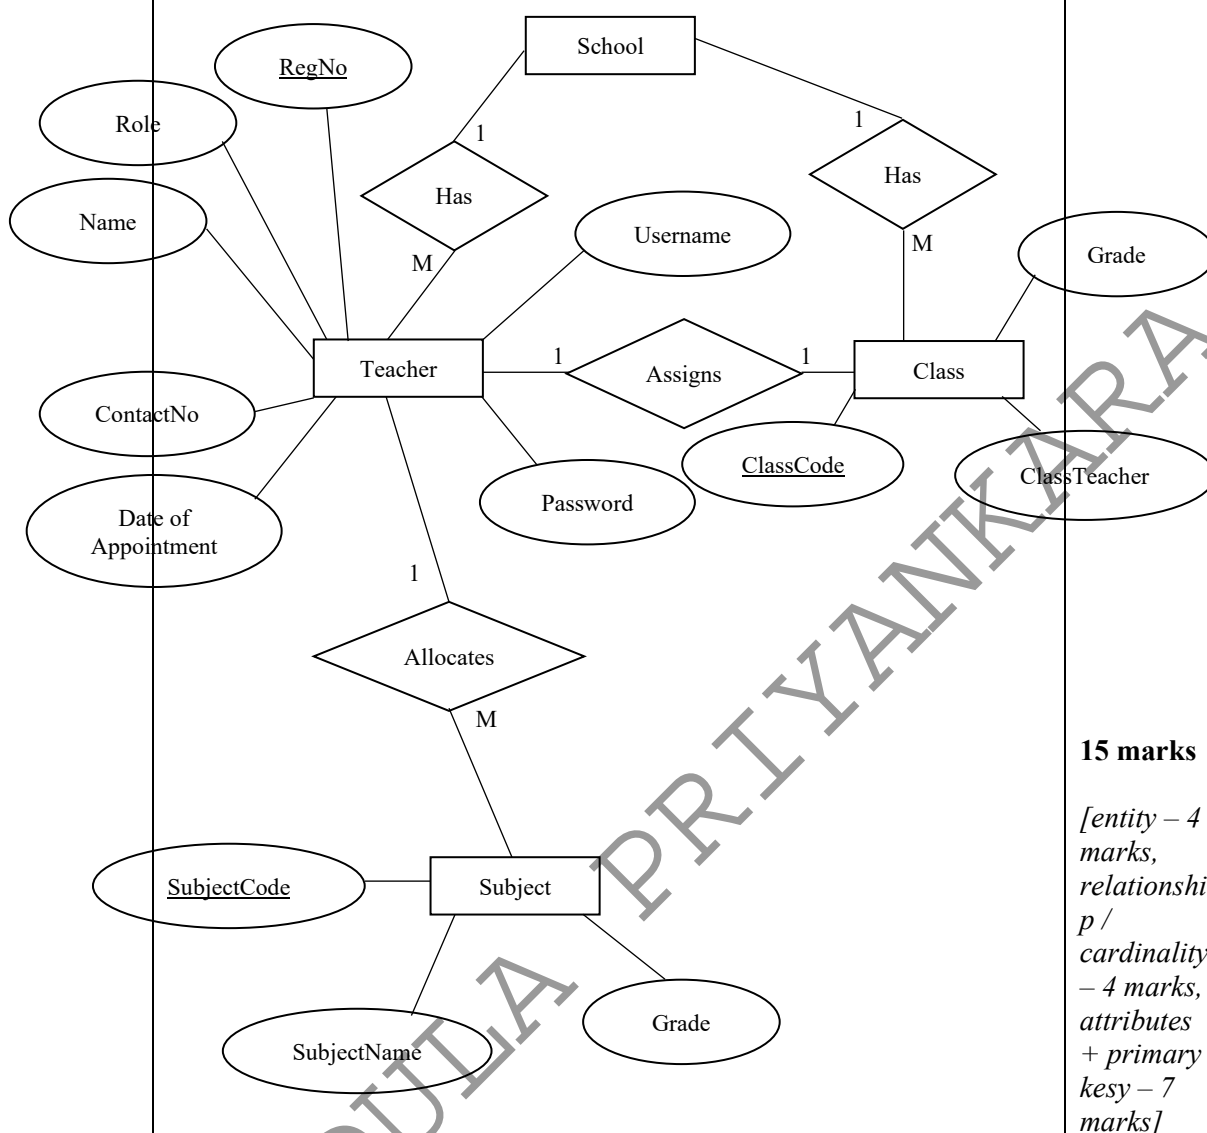 School
RegNo
Role
1
1
Has
Has
Name
Username
M
M
Grade
Teacher
1
Assigns
1
Class
ContactNo
ClassCode
ClassTeacher
Password
Date of
Appointment
1
Allocates
M
15 marks
[entity – 4
marks,
relationshi
p /
cardinality
– 4 marks,
attributes
+ primary
kesy – 7
marks]
SubjectCode
Subject
SubjectName
Grade
DULA PRIYANKARA